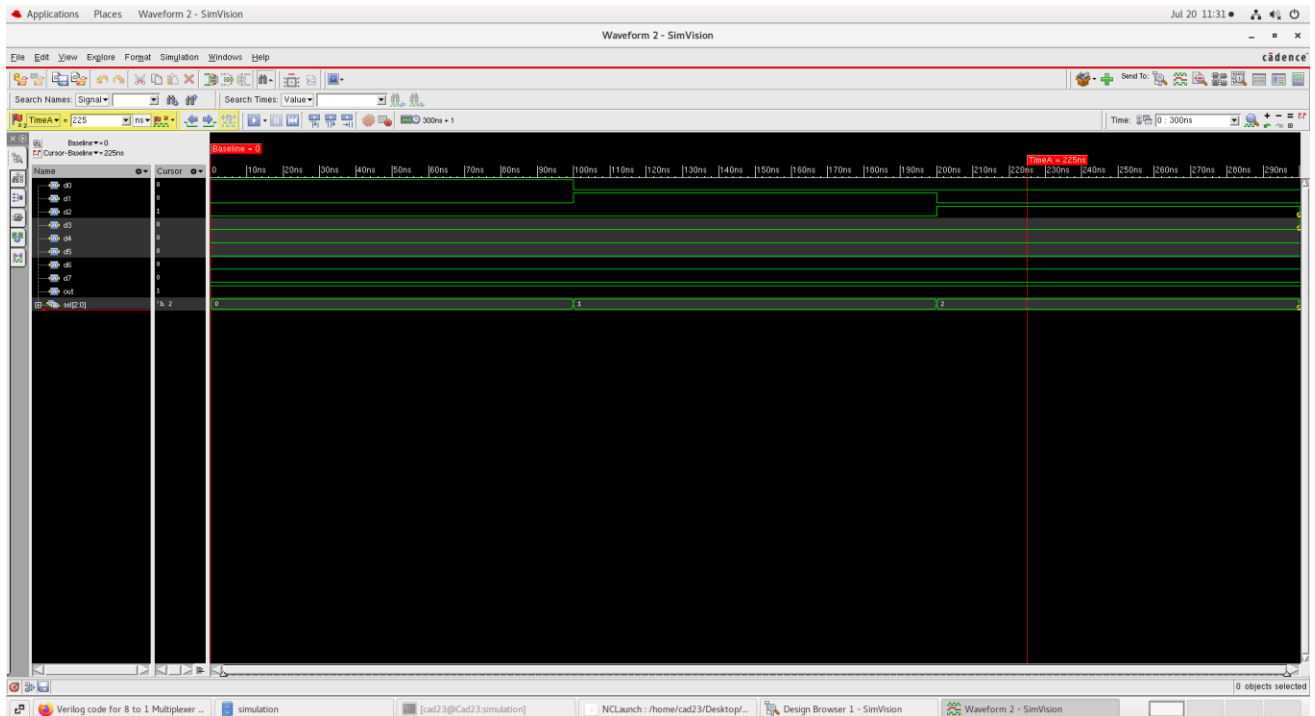 Applications Places Waveform 2 - SimVision Jul 20 11:31
Waveform 2 - SimVision
File Edit View Explore Format Simulation Windows Help cādence
Send To:
Search Names: Signal Search Times: Value
TimeA = 225 ns 300ns + 1 Time: 0 : 300ns
Baseline = 0
Cursor-Baseline = 225ns
Baseline = 0
TimeA = 225ns
Name Cursor 0 10ns 20ns 30ns 40ns 50ns 60ns 70ns 80ns 90ns 100ns 110ns 120ns 130ns 140ns 150ns 160ns 170ns 180ns 190ns 200ns 210ns 220ns 230ns 240ns 250ns 260ns 270ns 280ns 290ns
d0 0
d1 0
d2 1
d3 0
d4 0
d5 0
d6 0
d7 0
out 1
sel[2:0] 'h 2 0 1 2
0 objects selected
Verilog code for 8 to 1 Multiplexer ... simulation [cad23@Cad23:simulation] NCLaunch : /home/cad23/Desktop/... Design Browser 1 - SimVision Waveform 2 - SimVision